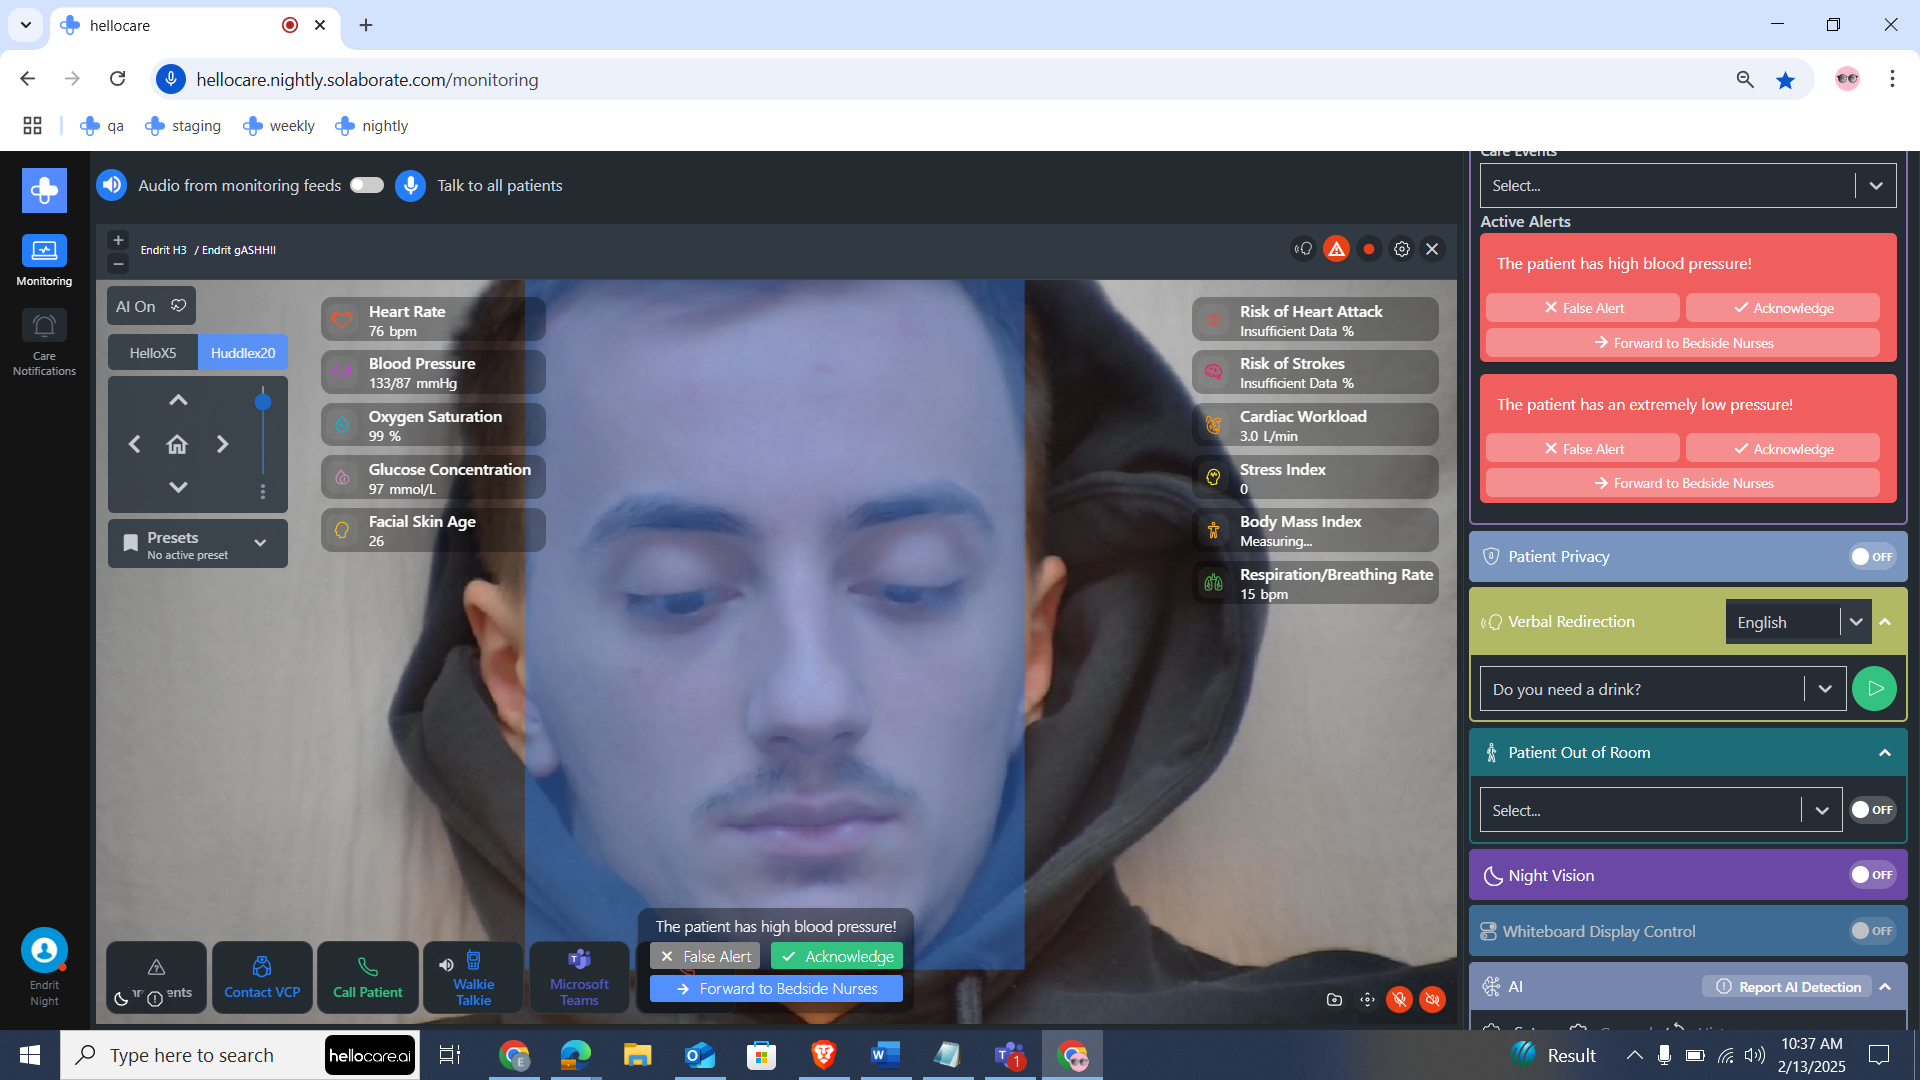 hellocare
hellocare.nightly.solaborate.com/monitoring
qa
staging
weekly
nightly
Audio from monitoring feeds
Talk to all patients
Monitoring
Care
Notifications
Endrit
Night
Endrit H3 / Endrit gASHHII
AI On
HelloX5
Huddlex20
Presets
No active preset
Heart Rate
76 bpm
Blood Pressure
133/87 mmHg
Oxygen Saturation
99 %
Glucose Concentration
97 mmol/L
Facial Skin Age
26
Risk of Heart Attack
Insufficient Data %
Risk of Strokes
Insufficient Data %
Cardiac Workload
3.0 L/min
Stress Index
0
Body Mass Index
Measuring...
Respiration/Breathing Rate
15 bpm
Contact VCP
Call Patient
Walkie
Talkie
Microsoft
Teams
The patient has high blood pressure!
False Alert
Acknowledge
Forward to Bedside Nurses
Care Events
Select...
Active Alerts
The patient has high blood pressure!
False Alert
Acknowledge
Forward to Bedside Nurses
The patient has an extremely low pressure!
False Alert
Acknowledge
Forward to Bedside Nurses
Patient Privacy
OFF
Verbal Redirection
English
Do you need a drink?
Patient Out of Room
Select...
OFF
Night Vision
OFF
Whiteboard Display Control
OFF
AI
Report AI Detection
Type here to search
hellocare.ai
E
1
Result
10:37 AM
2/13/2025